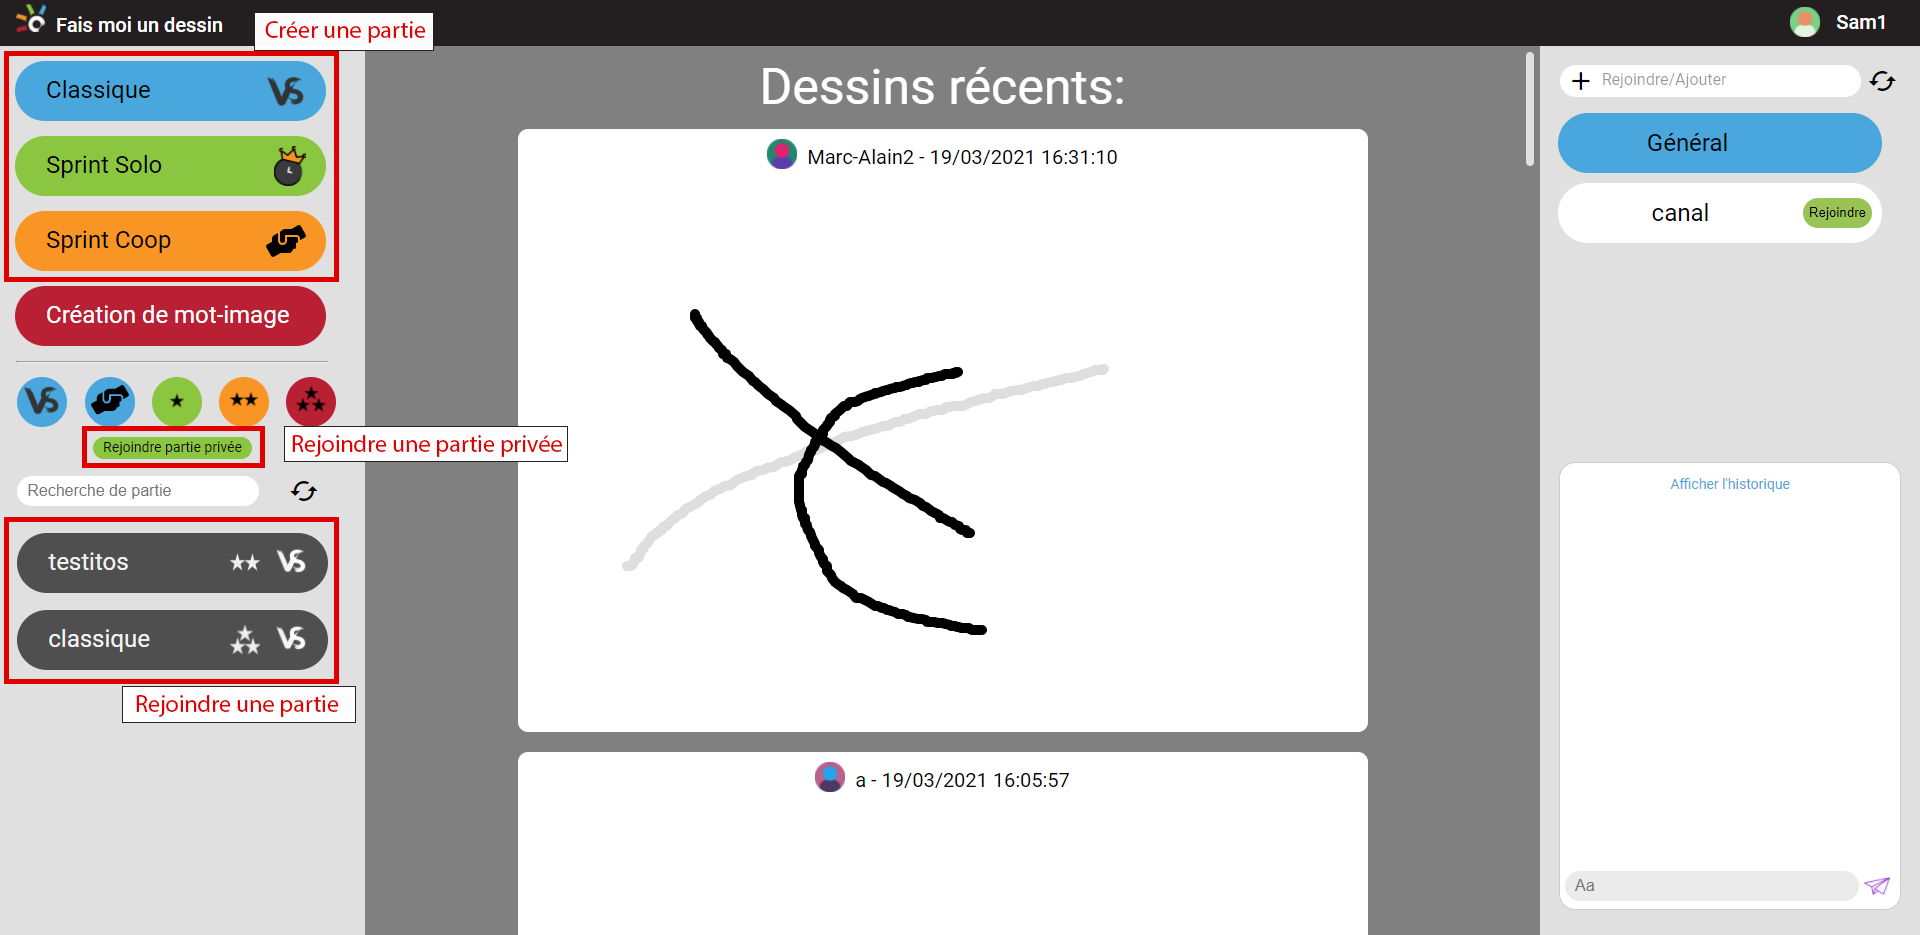 Fais moi un dessin
Créer une partie
Sam1
Classique
VS
Sprint Solo
Sprint Coop
Création de mot-image
VS
Rejoindre partie privée
Rejoindre une partie privée
Recherche de partie
testitos
VS
classique
VS
Rejoindre une partie
Dessins récents:
Marc-Alain2 - 19/03/2021 16:31:10
a - 19/03/2021 16:05:57
Rejoindre/Ajouter
Général
canal
Rejoindre
Afficher l'historique
Aa